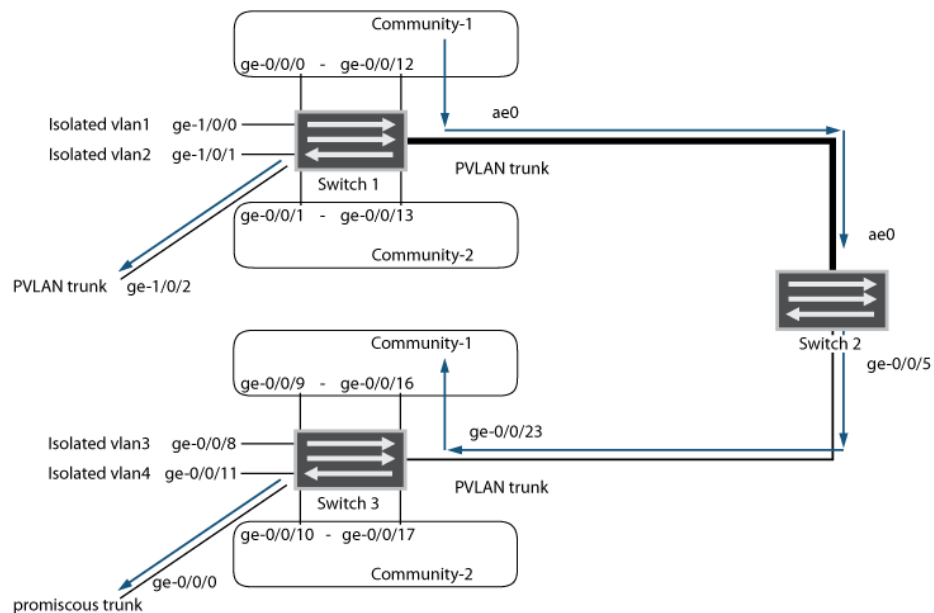 Community-1
ge-0/0/0 - ge-0/0/12
ae0
Isolated vlan1 ge-1/0/0
Isolated vlan2 ge-1/0/1
PVLAN trunk
Switch 1
ge-0/0/1 - ge-0/0/13
ae0
Community-2
PVLAN trunk ge-1/0/2
Community-1
Switch 2
ge-0/0/5
ge-0/0/9 - ge-0/0/16
ge-0/0/23
Isolated vlan3 ge-0/0/8
Isolated vlan4 ge-0/0/11
PVLAN trunk
Switch 3
ge-0/0/10 - ge-0/0/17
Community-2
ge-0/0/0
promiscous trunk